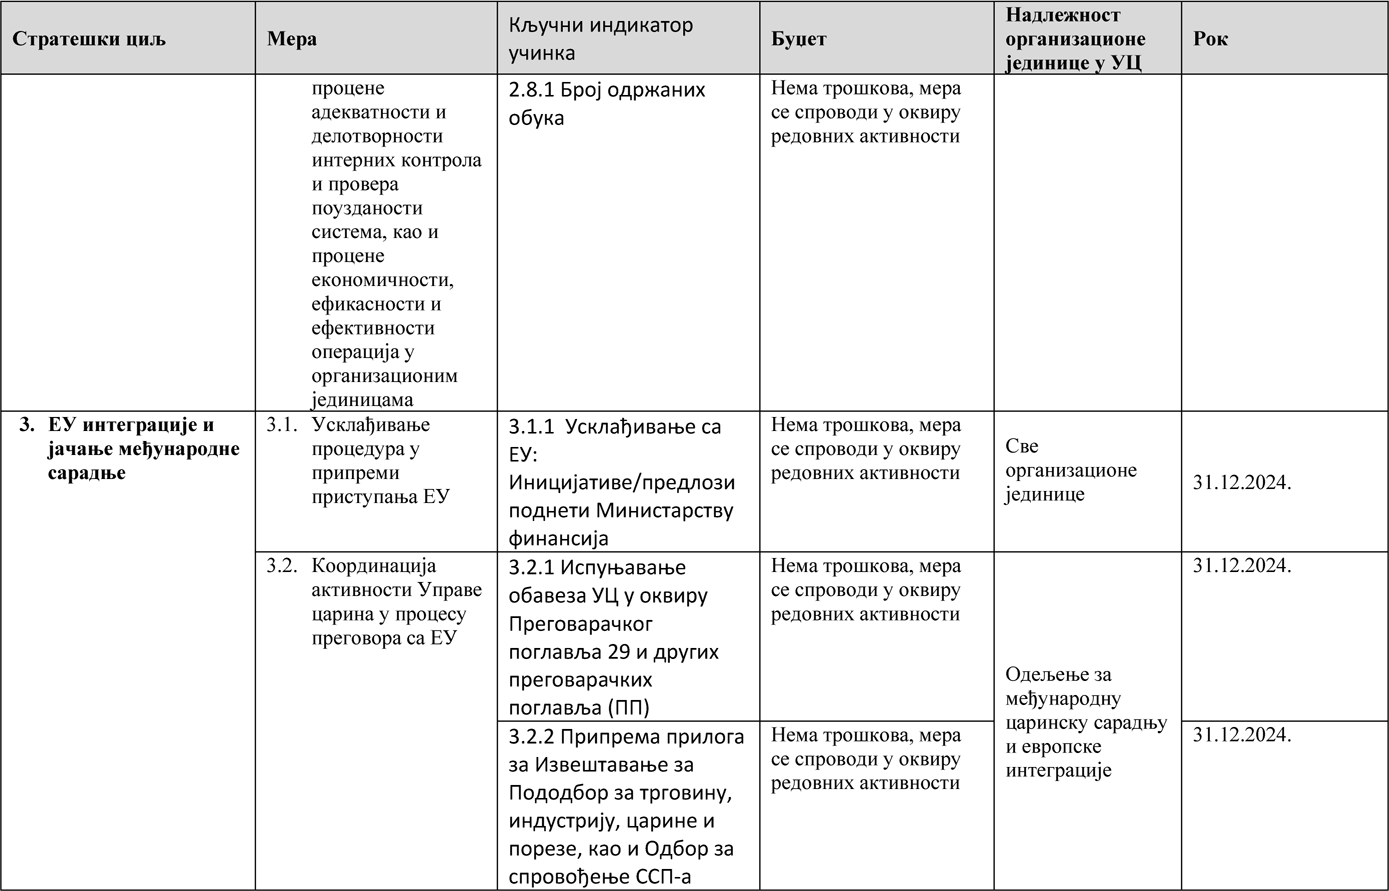 Стратешки циљ
Мера
Кључни индикатор
учинка
Буџет
Надлежност
организационе
јединице у УЦ
Рок
процене
адекватности и
делотворности
интерних контрола
и провера
поузданости
система, као и
процене
економичности,
ефикасности и
ефективности
операција у
организационим
јединицама
2.8.1 Број одржаних
обука
Нема трошкова, мера
се спроводи у оквиру
редовних активности
3. ЕУ интеграције и
јачање међународне
сарадње
3.1. Усклађивање
процедура у
припреми
приступања ЕУ
3.1.1 Усклађивање са
ЕУ:
Иницијативе/предлози
поднети Министарству
финансија
Нема трошкова, мера
се спроводи у оквиру
редовних активности
Све
организационе
јединице
31.12.2024.
3.2. Координација
активности Управе
царина у процесу
преговора са ЕУ
3.2.1 Испуњавање
обавеза УЦ у оквиру
Преговарачког
поглавља 29 и других
преговарачких
поглавља (ПП)
Нема трошкова, мера
се спроводи у оквиру
редовних активности
Одељење за
међународну
царинску сарадњу
и европске
интеграције
31.12.2024.
3.2.2 Припрема прилога
за Извештавање за
Пододбор за трговину,
индустрију, царине и
порезе, као и Одбор за
спровођење ССП-а
Нема трошкова, мера
се спроводи у оквиру
редовних активности
31.12.2024.